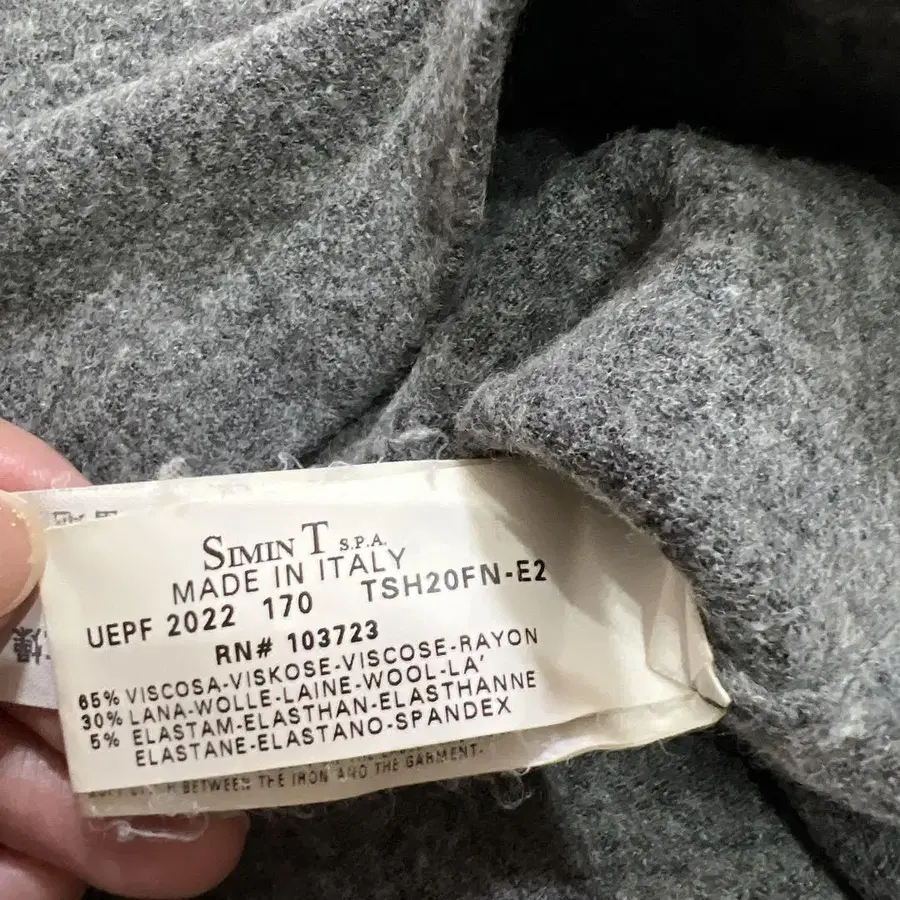 SIMIN T S.P.A.
MADE IN ITALY
UEPF 2022 170 TSH20FN-E2
RN# 103723
65% VISCOSA-VISKOSE-VISCOSE-RAYON
30% LANA-WOLLE-LAINE-WOOL-LA'
5% ELASTAM-ELASTHAN-ELASTHANNE
ELASTANE-ELASTANO-SPANDEX
BETWEEN THE IRON AND THE GARMENT.